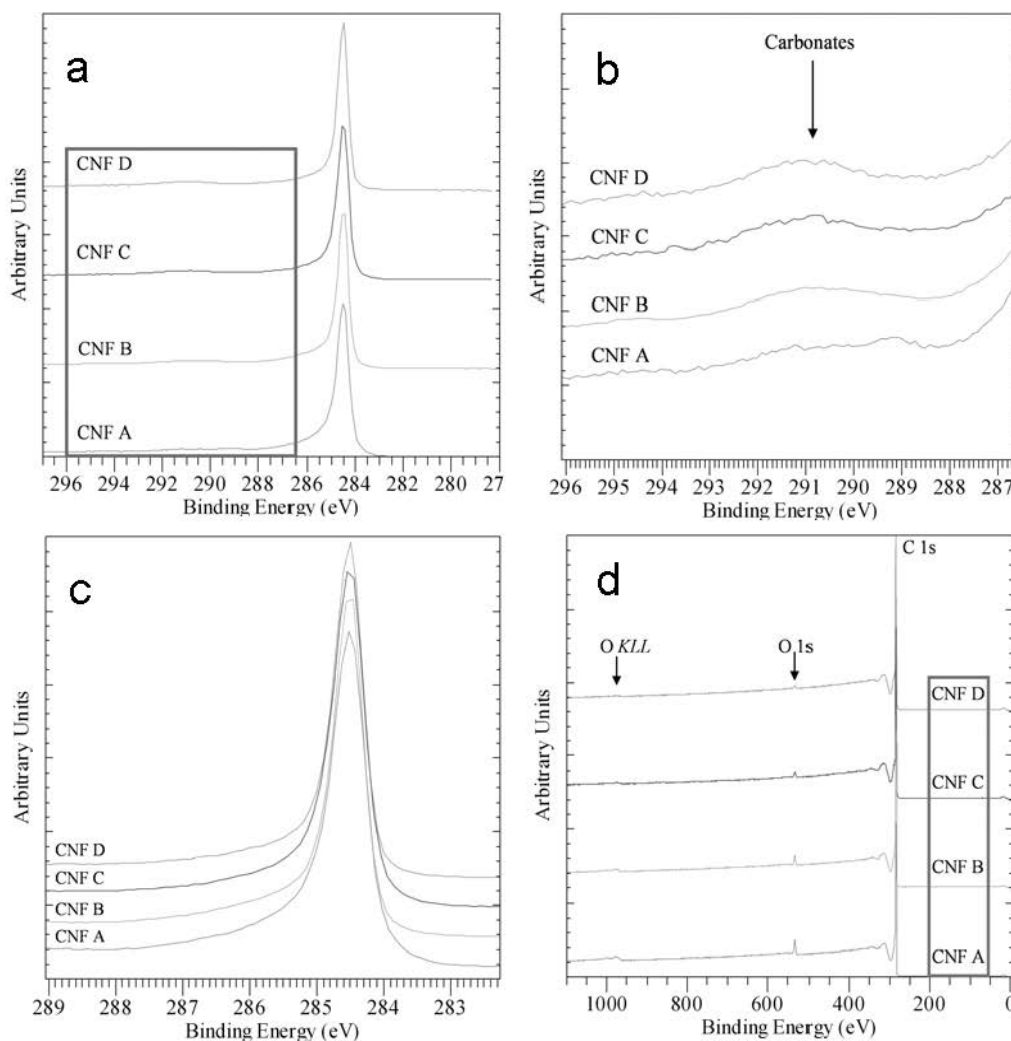 a
Arbitrary Units
CNF D
CNF C
CNF B
CNF A
296 294 292 290 288 286 284 282 280 27
Binding Energy (eV)
b
Carbonates
Arbitrary Units
CNF D
CNF C
CNF B
CNF A
296 295 294 293 292 291 290 289 288 287
Binding Energy (eV)
c
Arbitrary Units
CNF D
CNF C
CNF B
CNF A
289 288 287 286 285 284 283
Binding Energy (eV)
d
C 1s
O KLL
O 1s
Arbitrary Units
CNF D
CNF C
CNF B
CNF A
1000 800 600 400 200 0
Binding Energy (eV)